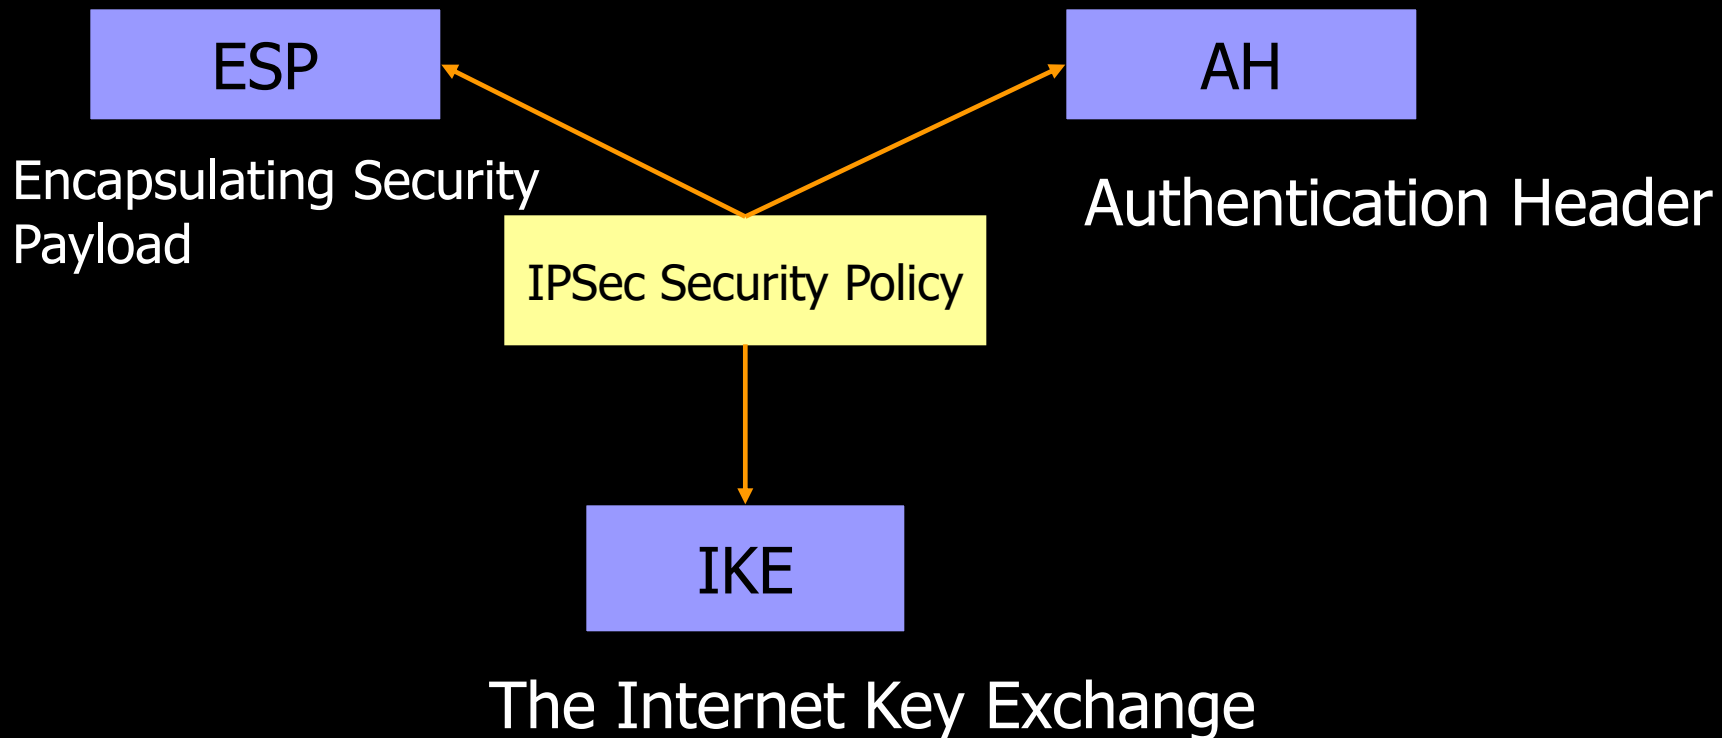 ESP
AH
Encapsulating Security
Payload
Authentication Header
IPSec Security Policy
IKE
The Internet Key Exchange